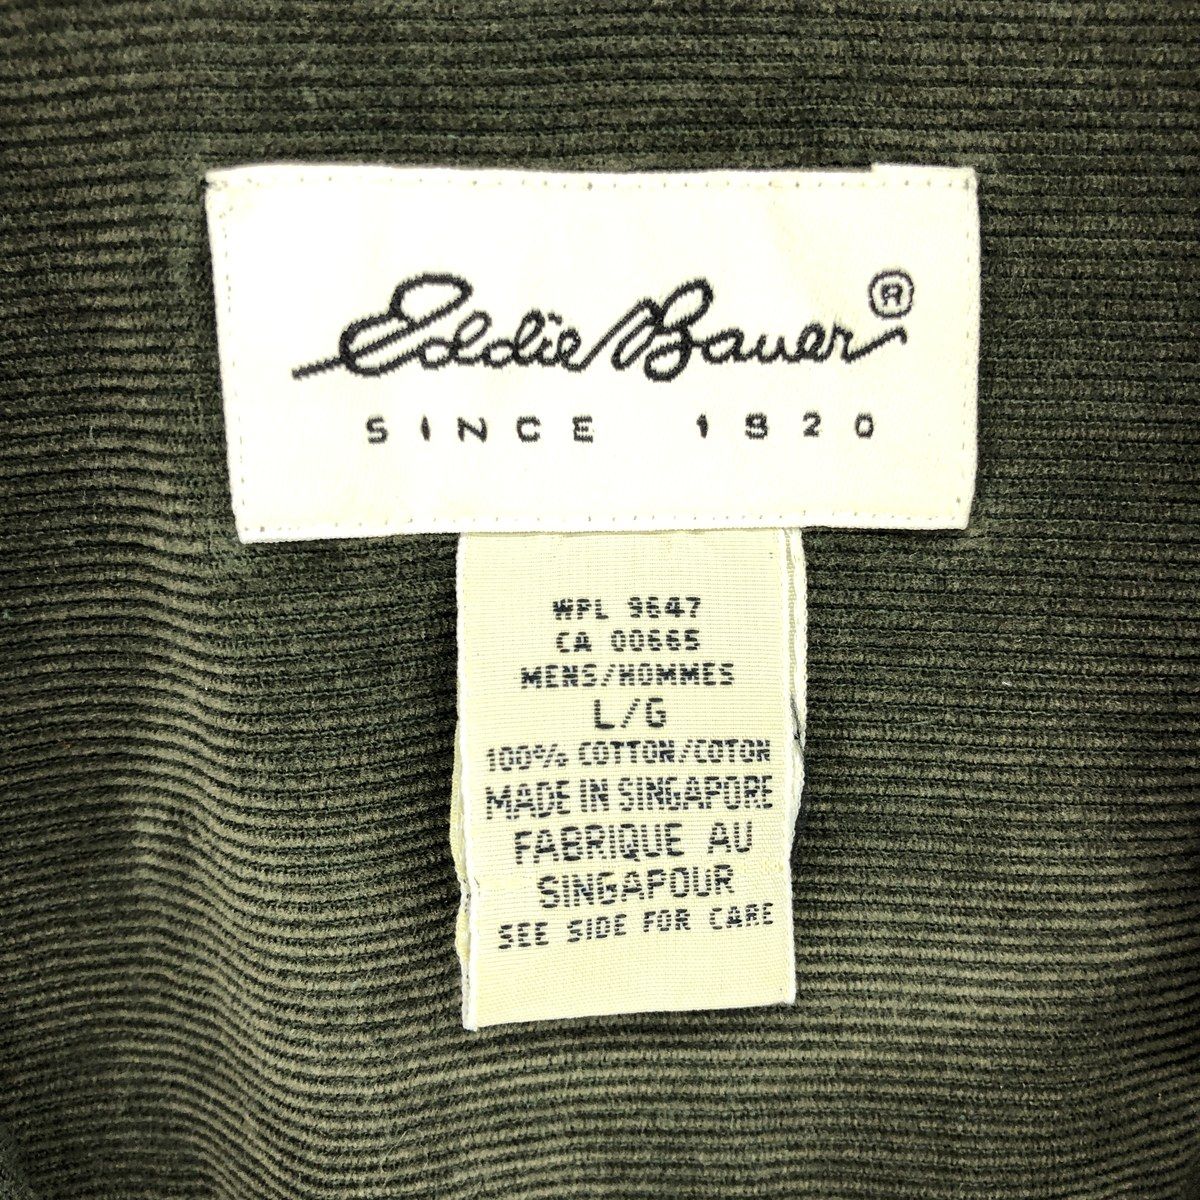 Eddie Bauer ®
SINCE 1920
WPL 9647
CA 00665
MENS/HOMMES
L/G
100% COTTON/COTON
MADE IN SINGAPORE
FABRIQUE AU
SINGAPOUR
SEE SIDE FOR CARE